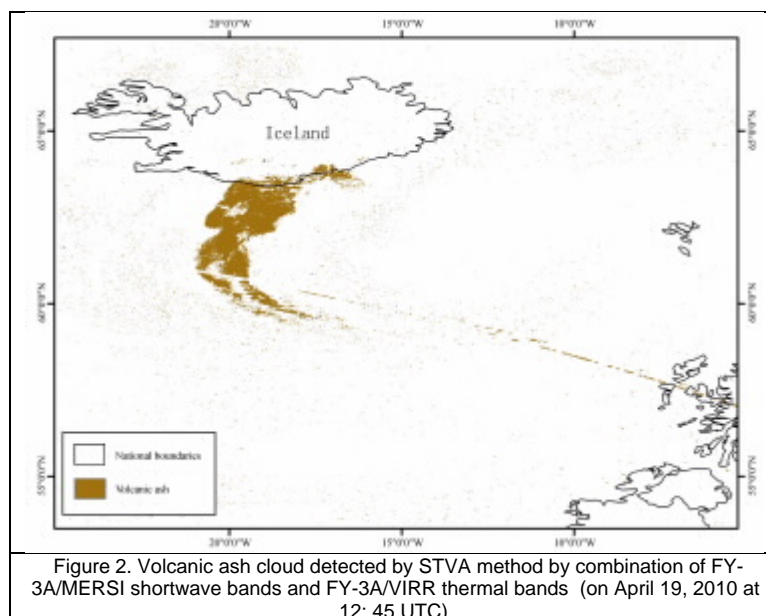 20°0'0"W 15°0'0"W 10°0'0"W
65°0'0"N 65°0'0"N
Iceland
60°0'0"N 60°0'0"N
55°0'0"N 55°0'0"N
National boundaries
Volcanic ash
20°0'0"W 15°0'0"W 10°0'0"W
Figure 2. Volcanic ash cloud detected by STVA method by combination of FY-
3A/MERSI shortwave bands and FY-3A/VIRR thermal bands (on April 19, 2010 at
12: 45 UTC)